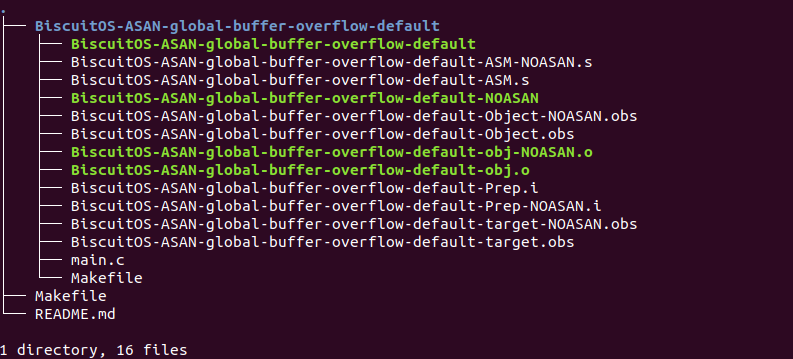 .
├── BiscuitOS-ASAN-global-buffer-overflow-default
│   ├── BiscuitOS-ASAN-global-buffer-overflow-default
│   ├── BiscuitOS-ASAN-global-buffer-overflow-default-ASM-NOASAN.s
│   ├── BiscuitOS-ASAN-global-buffer-overflow-default-ASM.s
│   ├── BiscuitOS-ASAN-global-buffer-overflow-default-NOASAN
│   ├── BiscuitOS-ASAN-global-buffer-overflow-default-Object-NOASAN.obs
│   ├── BiscuitOS-ASAN-global-buffer-overflow-default-Object.obs
│   ├── BiscuitOS-ASAN-global-buffer-overflow-default-obj-NOASAN.o
│   ├── BiscuitOS-ASAN-global-buffer-overflow-default-obj.o
│   ├── BiscuitOS-ASAN-global-buffer-overflow-default-Prep.i
│   ├── BiscuitOS-ASAN-global-buffer-overflow-default-Prep-NOASAN.i
│   ├── BiscuitOS-ASAN-global-buffer-overflow-default-target-NOASAN.obs
│   ├── BiscuitOS-ASAN-global-buffer-overflow-default-target.obs
│   ├── main.c
│   └── Makefile
├── Makefile
└── README.md
1 directory, 16 files